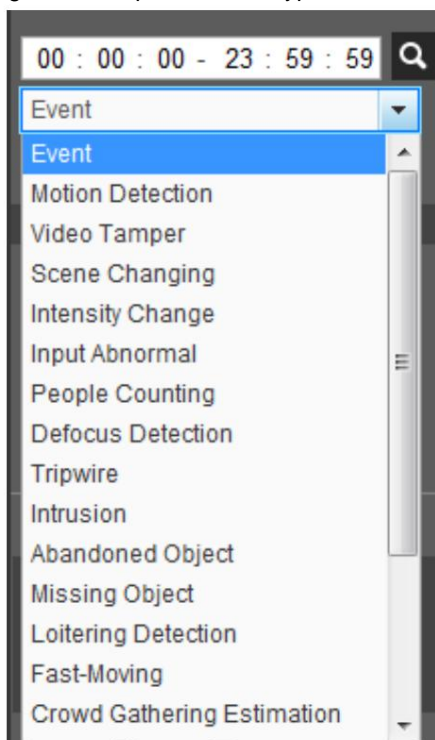 00 : 00 : 00 - 23 : 59 : 59
Event
Event
Motion Detection
Video Tamper
Scene Changing
Intensity Change
Input Abnormal
People Counting
Defocus Detection
Tripwire
Intrusion
Abandoned Object
Missing Object
Loitering Detection
Fast-Moving
Crowd Gathering Estimation